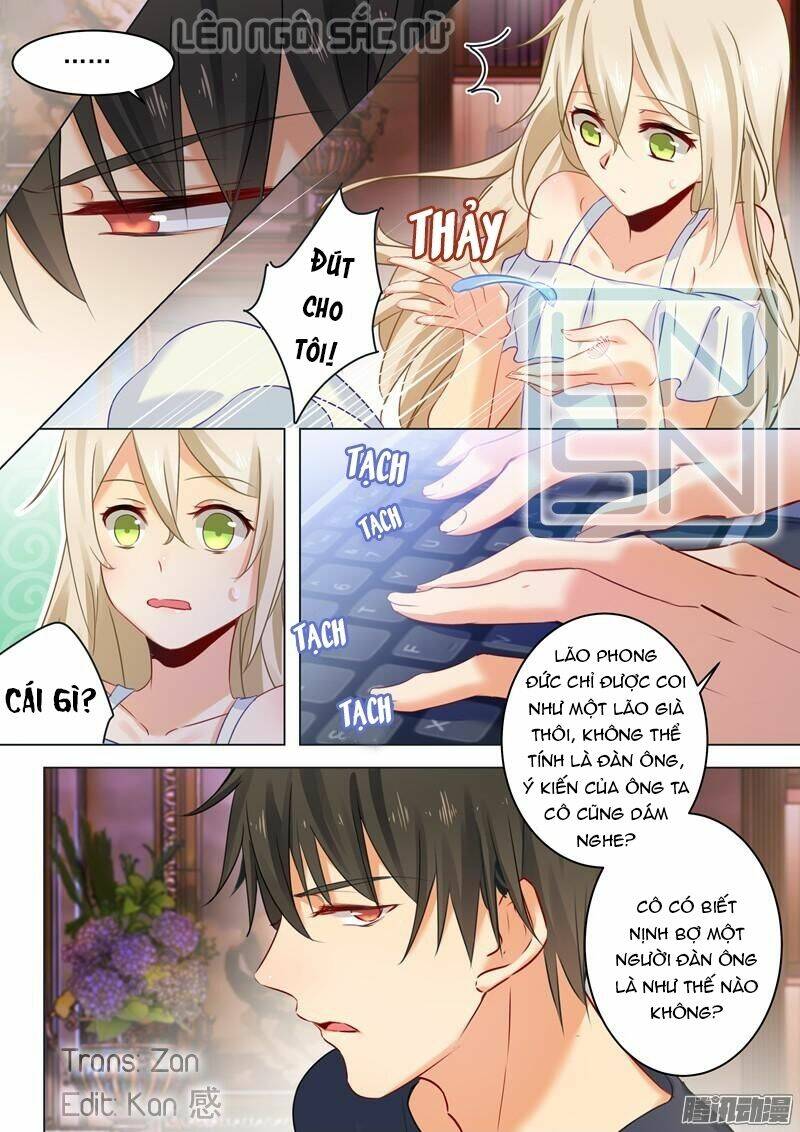 LÊN NGÔI SẮC NỮ
......
THẢY
ĐÚT
CHO
TÔI!
EN
SN
TẠCH
TẠCH
TẠCH
TẠCH
CÁI GÌ?
LÃO PHONG
ĐỨC CHỈ ĐƯỢC COI
NHƯ MỘT LÃO GIÀ
THÔI, KHÔNG THỂ
TÍNH LÀ ĐÀN ÔNG,
Ý KIẾN CỦA ÔNG TA
CÔ CŨNG DÁM
NGHE?
CÔ CÓ BIẾT
NỊNH BỢ MỘT
NGƯỜI ĐÀN ÔNG
LÀ NHƯ THẾ NÀO
KHÔNG?
Trans: Zan
Edit: Kan 感
腾讯动漫